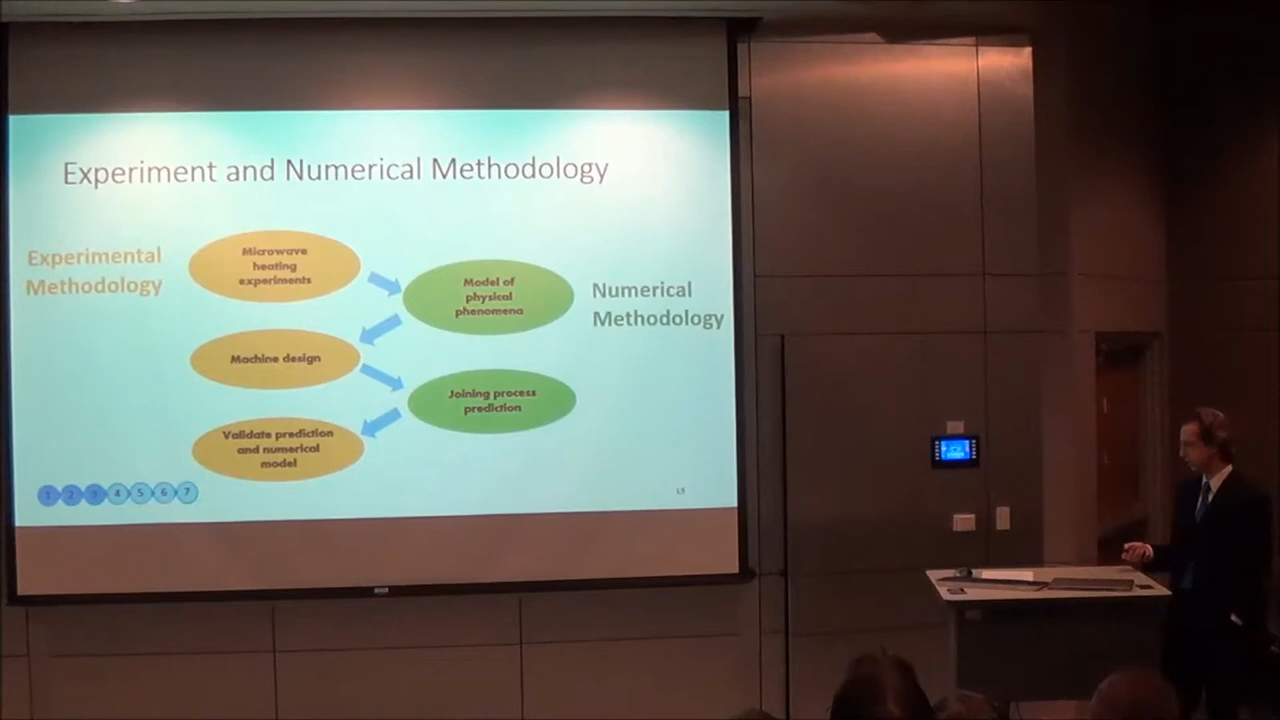 Experiment and Numerical Methodology
Experimental
Methodology
Microwave
heating
experiments
Model of
physical
phenomena
Numerical
Methodology
Machine design
Joining process
prediction
Validate prediction
and numerical
model
1 2 3 4 5 6 7
13